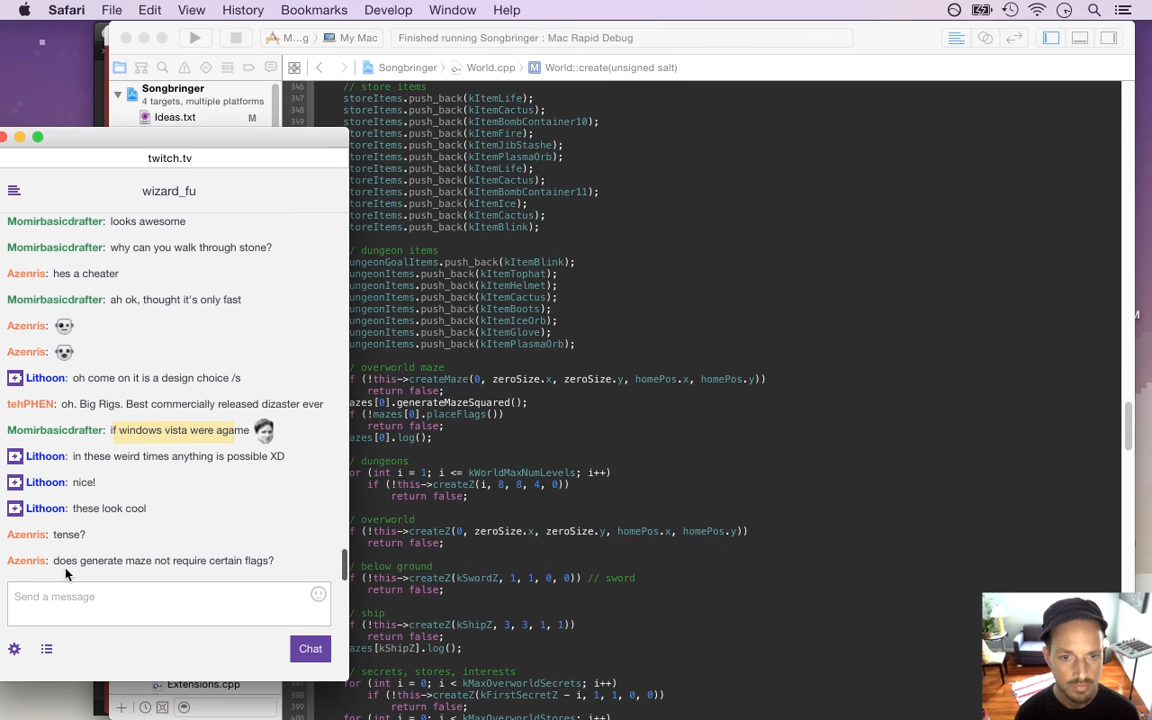 Safari File Edit View History Bookmarks Develop Window Help
M...g My Mac Finished running Songbringer : Mac Rapid Debug
Songbringer World.cpp M World::create(unsigned salt)
Songbringer
4 targets, multiple platforms
Ideas.txt M
twitch.tv
wizard_fu
Momirbasicdrafter: looks awesome
Momirbasicdrafter: why can you walk through stone?
Azenris: hes a cheater
Momirbasicdrafter: ah ok, thought it's only fast
Azenris:
Azenris:
Lithoon: oh come on it is a design choice /s
tehPHEN: oh. Big Rigs. Best commercially released dizaster ever
Momirbasicdrafter: if windows vista were agame
Lithoon: in these weird times anything is possible XD
Lithoon: nice!
Lithoon: these look cool
Azenris: tense?
Azenris: does generate maze not require certain flags?
Send a message
Chat
Extensions.cpp
346 // store items
347 storeItems.push_back(kItemLife);
348 storeItems.push_back(kItemCactus);
349 storeItems.push_back(kItemBombContainer10);
storeItems.push_back(kItemFire);
storeItems.push_back(kItemJibStashe);
storeItems.push_back(kItemPlasmaOrb);
storeItems.push_back(kItemLife);
storeItems.push_back(kItemCactus);
storeItems.push_back(kItemBombContainer11);
storeItems.push_back(kItemIce);
storeItems.push_back(kItemCactus);
storeItems.push_back(kItemBlink);
/ dungeon items
ungeonGoalItems.push_back(kItemBlink);
ungeonItems.push_back(kItemTophat);
ungeonItems.push_back(kItemHelmet);
ungeonItems.push_back(kItemCactus);
ungeonItems.push_back(kItemBoots);
ungeonItems.push_back(kItemIceOrb);
ungeonItems.push_back(kItemGlove);
ungeonItems.push_back(kItemPlasmaOrb);
/ overworld maze
f (!this->createMaze(0, zeroSize.x, zeroSize.y, homePos.x, homePos.y))
return false;
azes[0].generateMazeSquared();
f (!mazes[0].placeFlags())
return false;
azes[0].log();
/ dungeons
or (int i = 1; i <= kWorldMaxNumLevels; i++)
if (!this->createZ(i, 8, 8, 4, 0))
return false;
/ overworld
f (!this->createZ(0, zeroSize.x, zeroSize.y, homePos.x, homePos.y))
return false;
/ below ground
f (!this->createZ(kSwordZ, 1, 1, 0, 0)) // sword
return false;
/ ship
f (!this->createZ(kShipZ, 3, 3, 1, 1))
return false;
azes[kShipZ].log();
// secrets, stores, interests
for (int i = 0; i < kMaxOverworldSecrets; i++)
398 if (!this->createZ(kFirstSecretZ - i, 1, 1, 0, 0))
399 return false;
400 for (int i = 0; i < kMaxOverworldStores; i++)